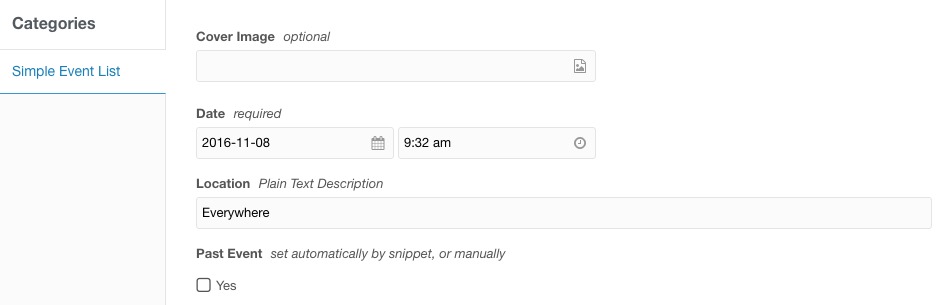 Categories
Simple Event List
Cover Image optional
Date required
2016-11-08 9:32 am
Location Plain Text Description
Everywhere
Past Event set automatically by snippet, or manually
Yes